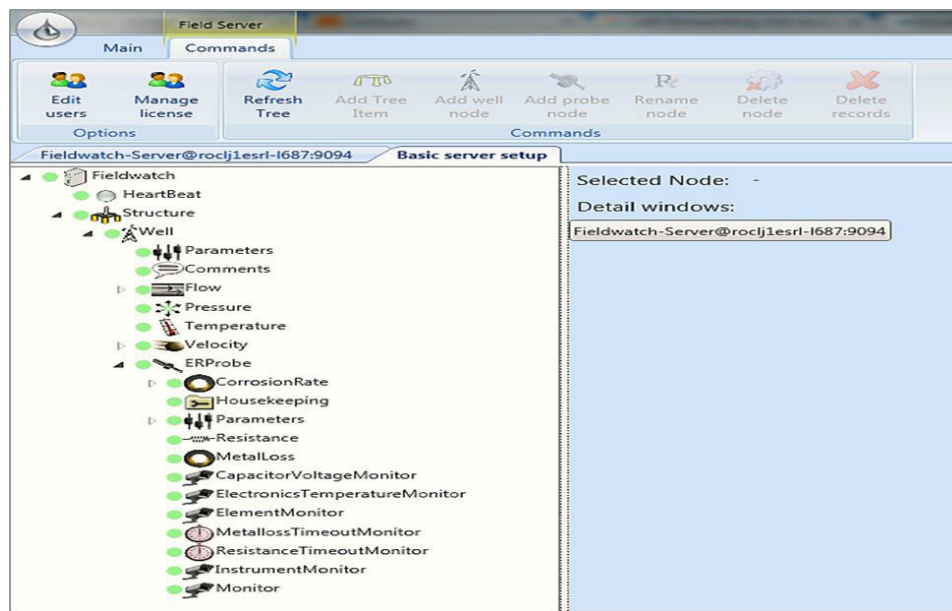 Field Server
Main Commands
Edit users
Manage license
Refresh Tree
Add Tree Item
Add well node
Add probe node
Rename node
Delete node
Delete records
Options
Commands
Fieldwatch-Server@roclj1esrl-l687:9094
Basic server setup
Fieldwatch
HeartBeat
Structure
Well
Parameters
Comments
Flow
Pressure
Temperature
Velocity
ERProbe
CorrosionRate
Housekeeping
Parameters
Resistance
MetalLoss
CapacitorVoltageMonitor
ElectronicsTemperatureMonitor
ElementMonitor
MetallossTimeoutMonitor
ResistanceTimeoutMonitor
InstrumentMonitor
Monitor
Selected Node: -
Detail windows:
Fieldwatch-Server@roclj1esrl-l687:9094